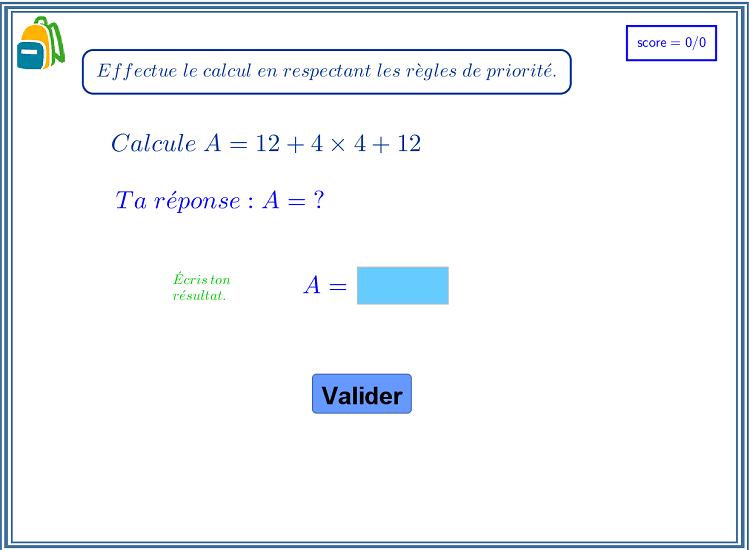 score = 0/0
Effectue le calcul en respectant les règles de priorité.
Calcule A = 12 + 4 × 4 + 12
Ta réponse : A = ?
Écris ton
résultat.
A =
Valider